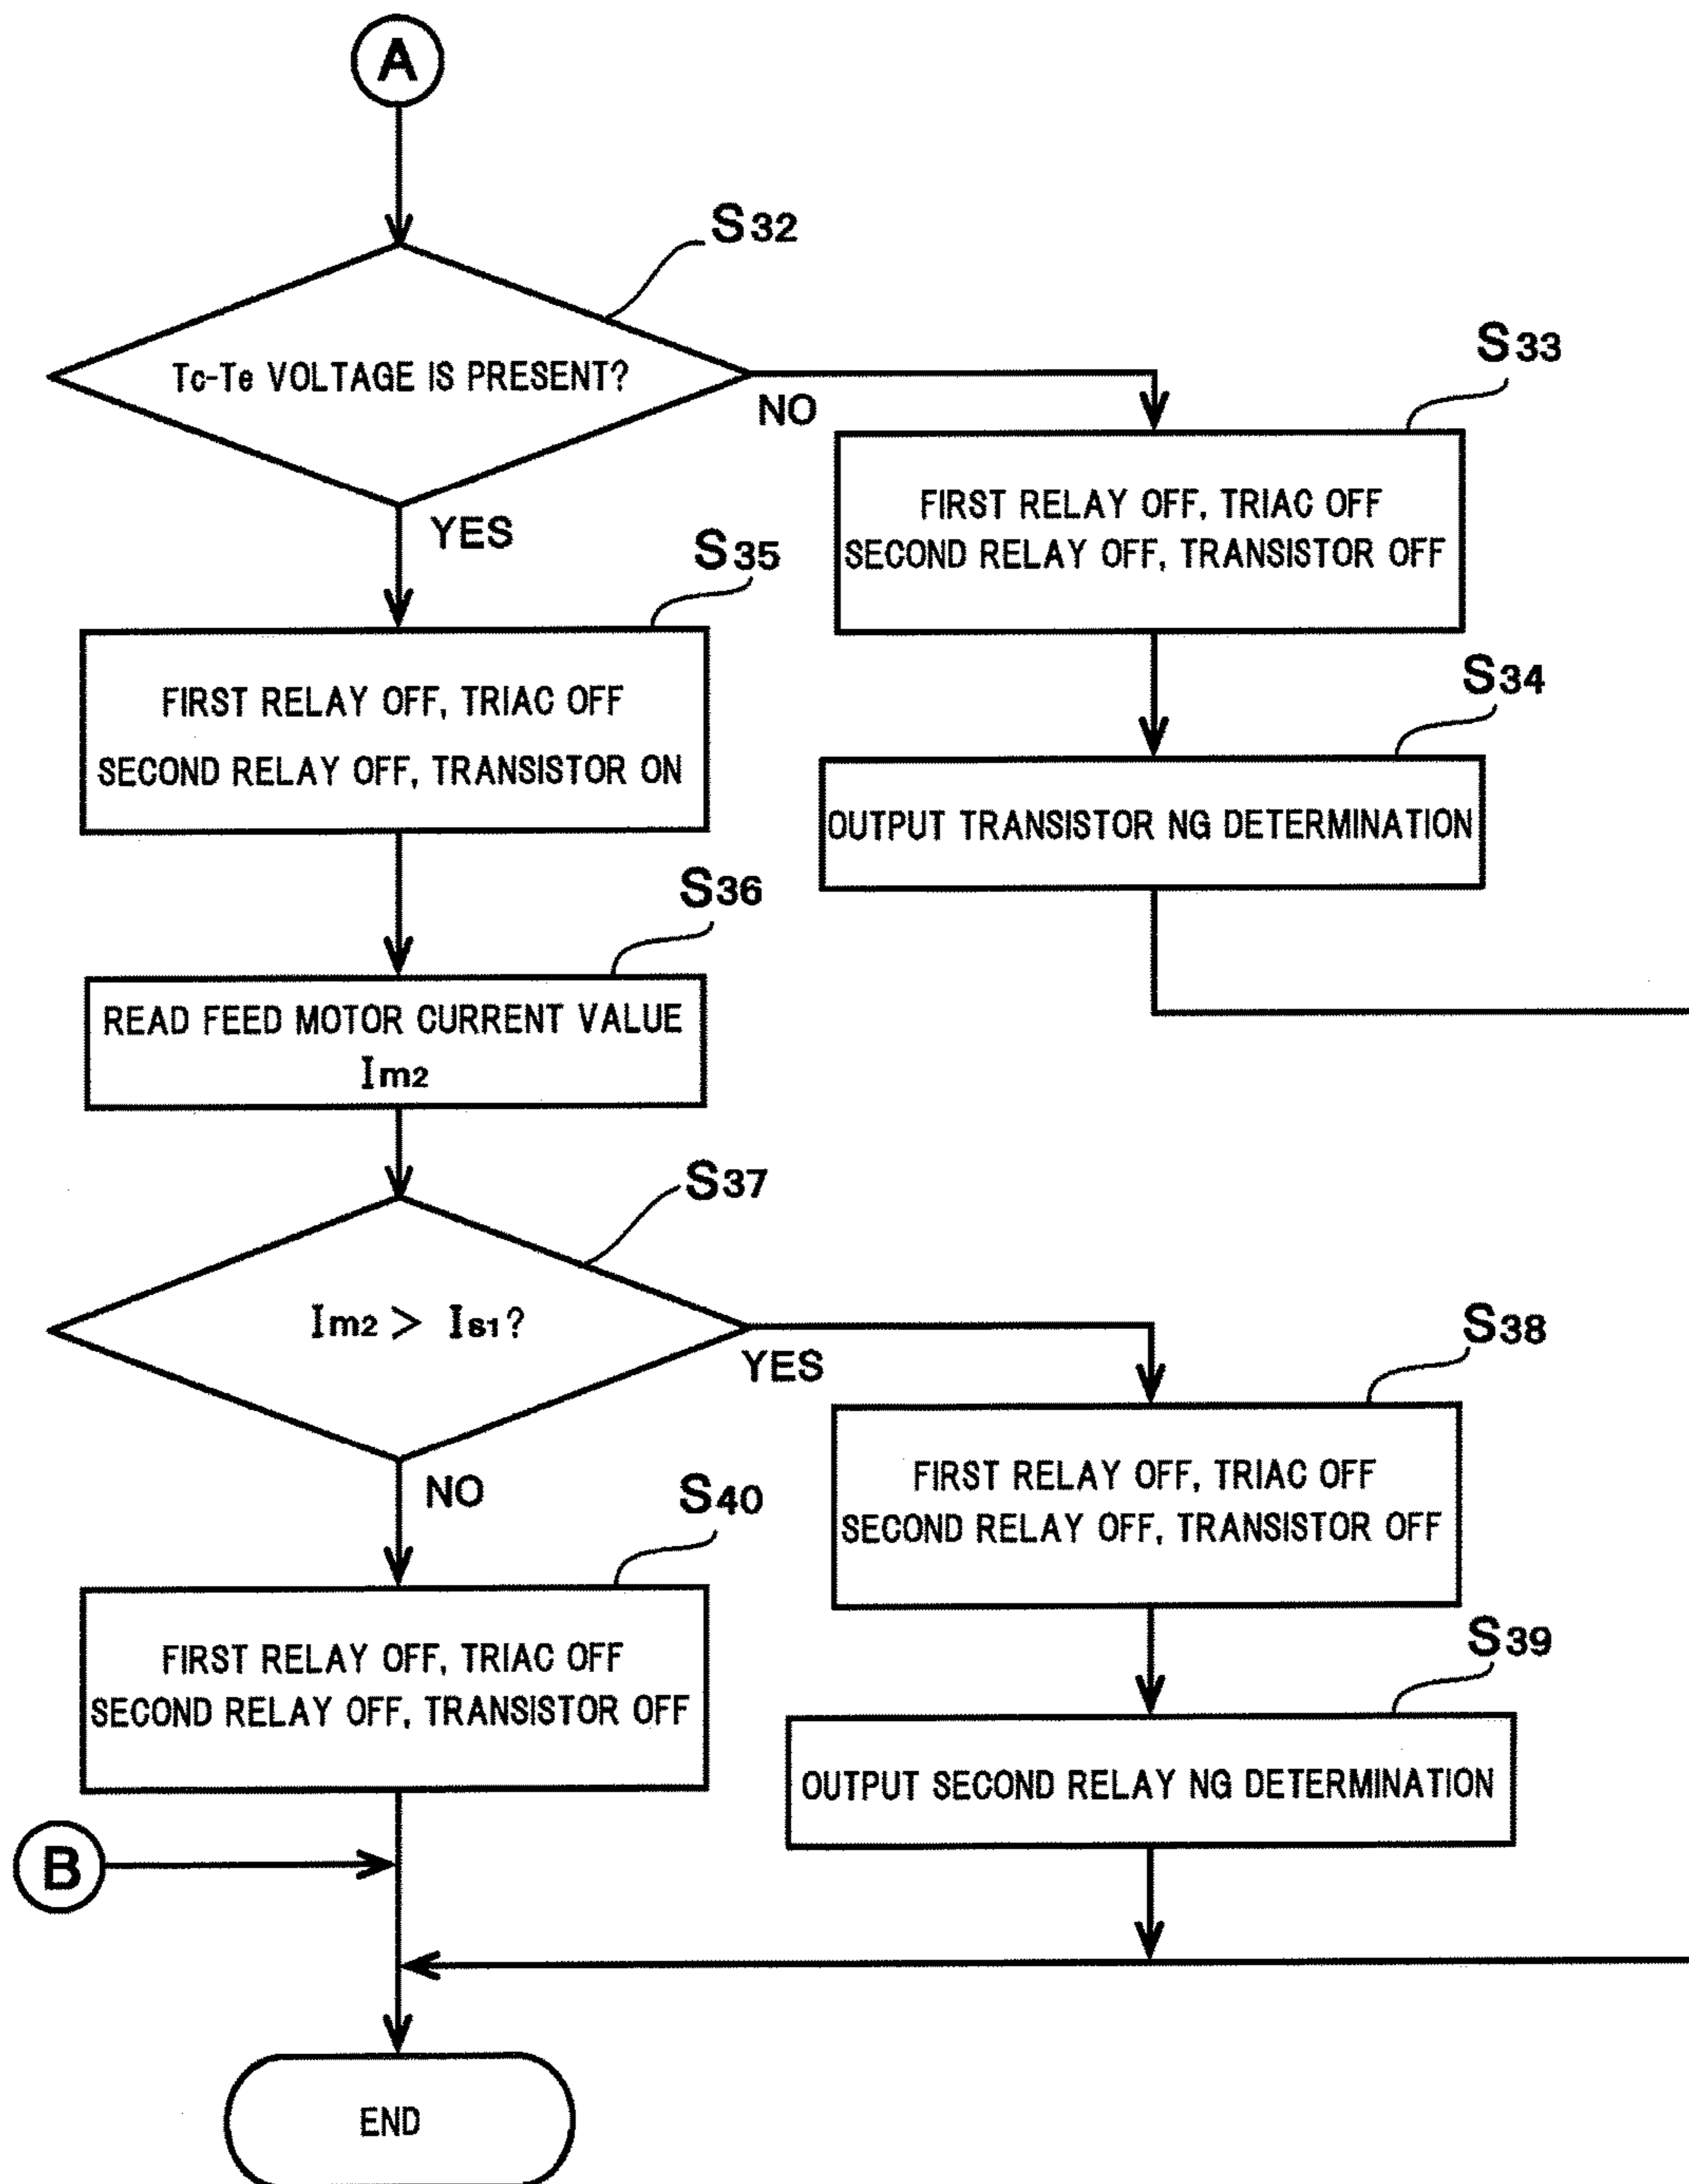 A
S32
Tc-Te VOLTAGE IS PRESENT?
NO
YES
S33
FIRST RELAY OFF, TRIAC OFF
SECOND RELAY OFF, TRANSISTOR OFF
S34
OUTPUT TRANSISTOR NG DETERMINATION
S35
FIRST RELAY OFF, TRIAC OFF
SECOND RELAY OFF, TRANSISTOR ON
S36
READ FEED MOTOR CURRENT VALUE
Im2
S37
Im2 > Is1?
YES
NO
S38
FIRST RELAY OFF, TRIAC OFF
SECOND RELAY OFF, TRANSISTOR OFF
S39
OUTPUT SECOND RELAY NG DETERMINATION
S40
FIRST RELAY OFF, TRIAC OFF
SECOND RELAY OFF, TRANSISTOR OFF
B
END